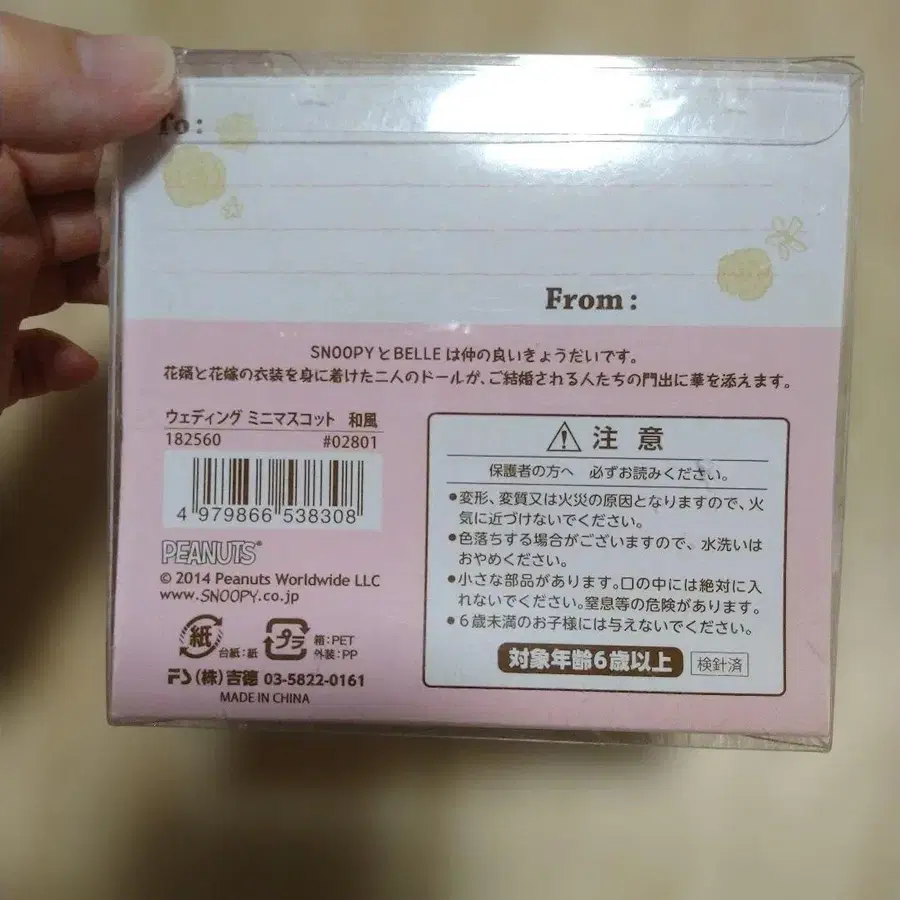 To:
From:
SNOOPYとBELLEは仲の良いきょうだいです。
花婿と花嫁の衣装を身に着けた二人のドールが、ご結婚される人たちの門出に華を添えます。
ウェディング ミニマスコット 和風
182560 #02801
4 979866 538308
PEANUTS
© 2014 Peanuts Worldwide LLC
www.SNOOPY.co.jp
紙 台紙:紙
プラ 箱:PET
外装:PP
(株)吉徳 03-5822-0161
MADE IN CHINA
注意
保護者の方へ 必ずお読みください。
●変形、変質又は火災の原因となりますので、火
気に近づけないでください。
●色落ちする場合がございますので、水洗いは
おやめください。
●小さな部品があります。口の中には絶対に入
れないでください。窒息等の危険があります。
●6歳未満のお子様には与えないでください。
対象年齢6歳以上 検針済